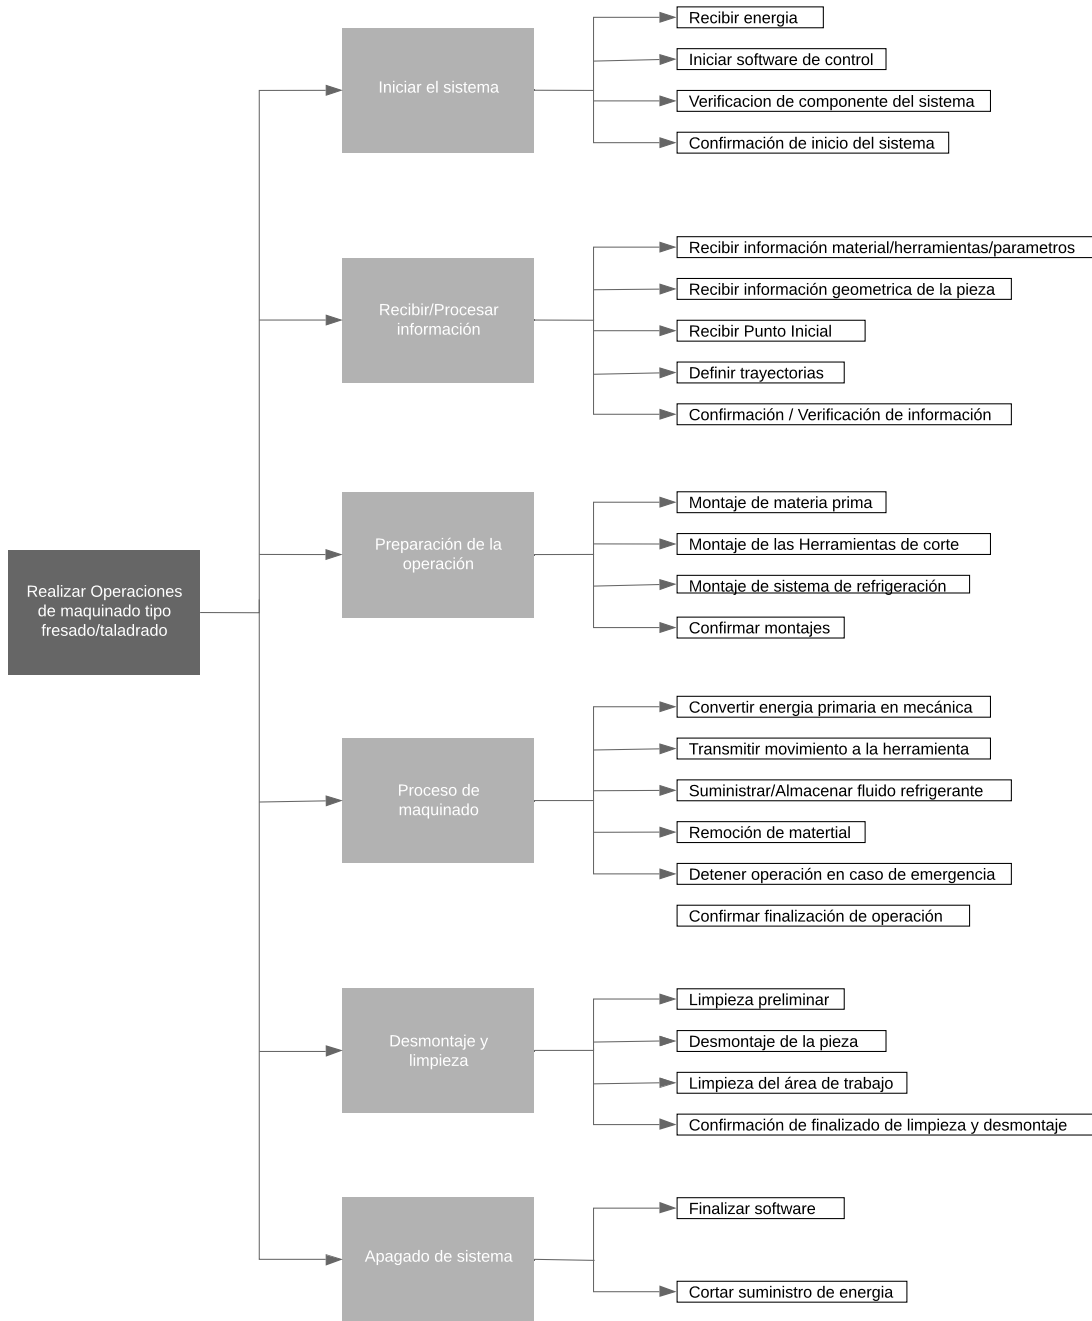 Realizar Operaciones
de maquinado tipo
fresado/taladrado
Iniciar el sistema
Recibir energia
Iniciar software de control
Verificacion de componente del sistema
Confirmación de inicio del sistema
Recibir/Procesar
información
Recibir información material/herramientas/parametros
Recibir información geometrica de la pieza
Recibir Punto Inicial
Definir trayectorias
Confirmación / Verificación de información
Preparación de la
operación
Montaje de materia prima
Montaje de las Herramientas de corte
Montaje de sistema de refrigeración
Confirmar montajes
Proceso de
maquinado
Convertir energia primaria en mecánica
Transmitir movimiento a la herramienta
Suministrar/Almacenar fluido refrigerante
Remoción de matertial
Detener operación en caso de emergencia
Confirmar finalización de operación
Desmontaje y
limpieza
Limpieza preliminar
Desmontaje de la pieza
Limpieza del área de trabajo
Confirmación de finalizado de limpieza y desmontaje
Apagado de sistema
Finalizar software
Cortar suministro de energia